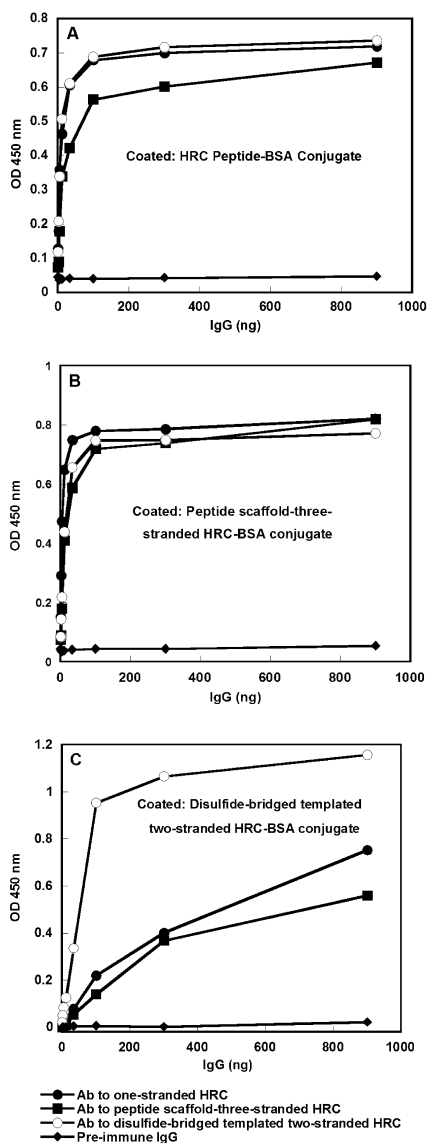 A
0.8
0.7
0.6
0.5
0.4
0.3
0.2
0.1
0
OD 450 nm
Coated: HRC Peptide-BSA Conjugate
0 200 400 600 800 1000
IgG (ng)
B
1
0.8
0.6
0.4
0.2
0
OD 450 nm
Coated: Peptide scaffold-three-
stranded HRC-BSA conjugate
0 200 400 600 800 1000
IgG (ng)
C
1.2
1
0.8
0.6
0.4
0.2
0
OD 450 nm
Coated: Disulfide-bridged templated
two-stranded HRC-BSA conjugate
0 200 400 600 800 1000
IgG (ng)
Ab to one-stranded HRC
Ab to peptide scaffold-three-stranded HRC
Ab to disulfide-bridged templated two-stranded HRC
Pre-immune IgG